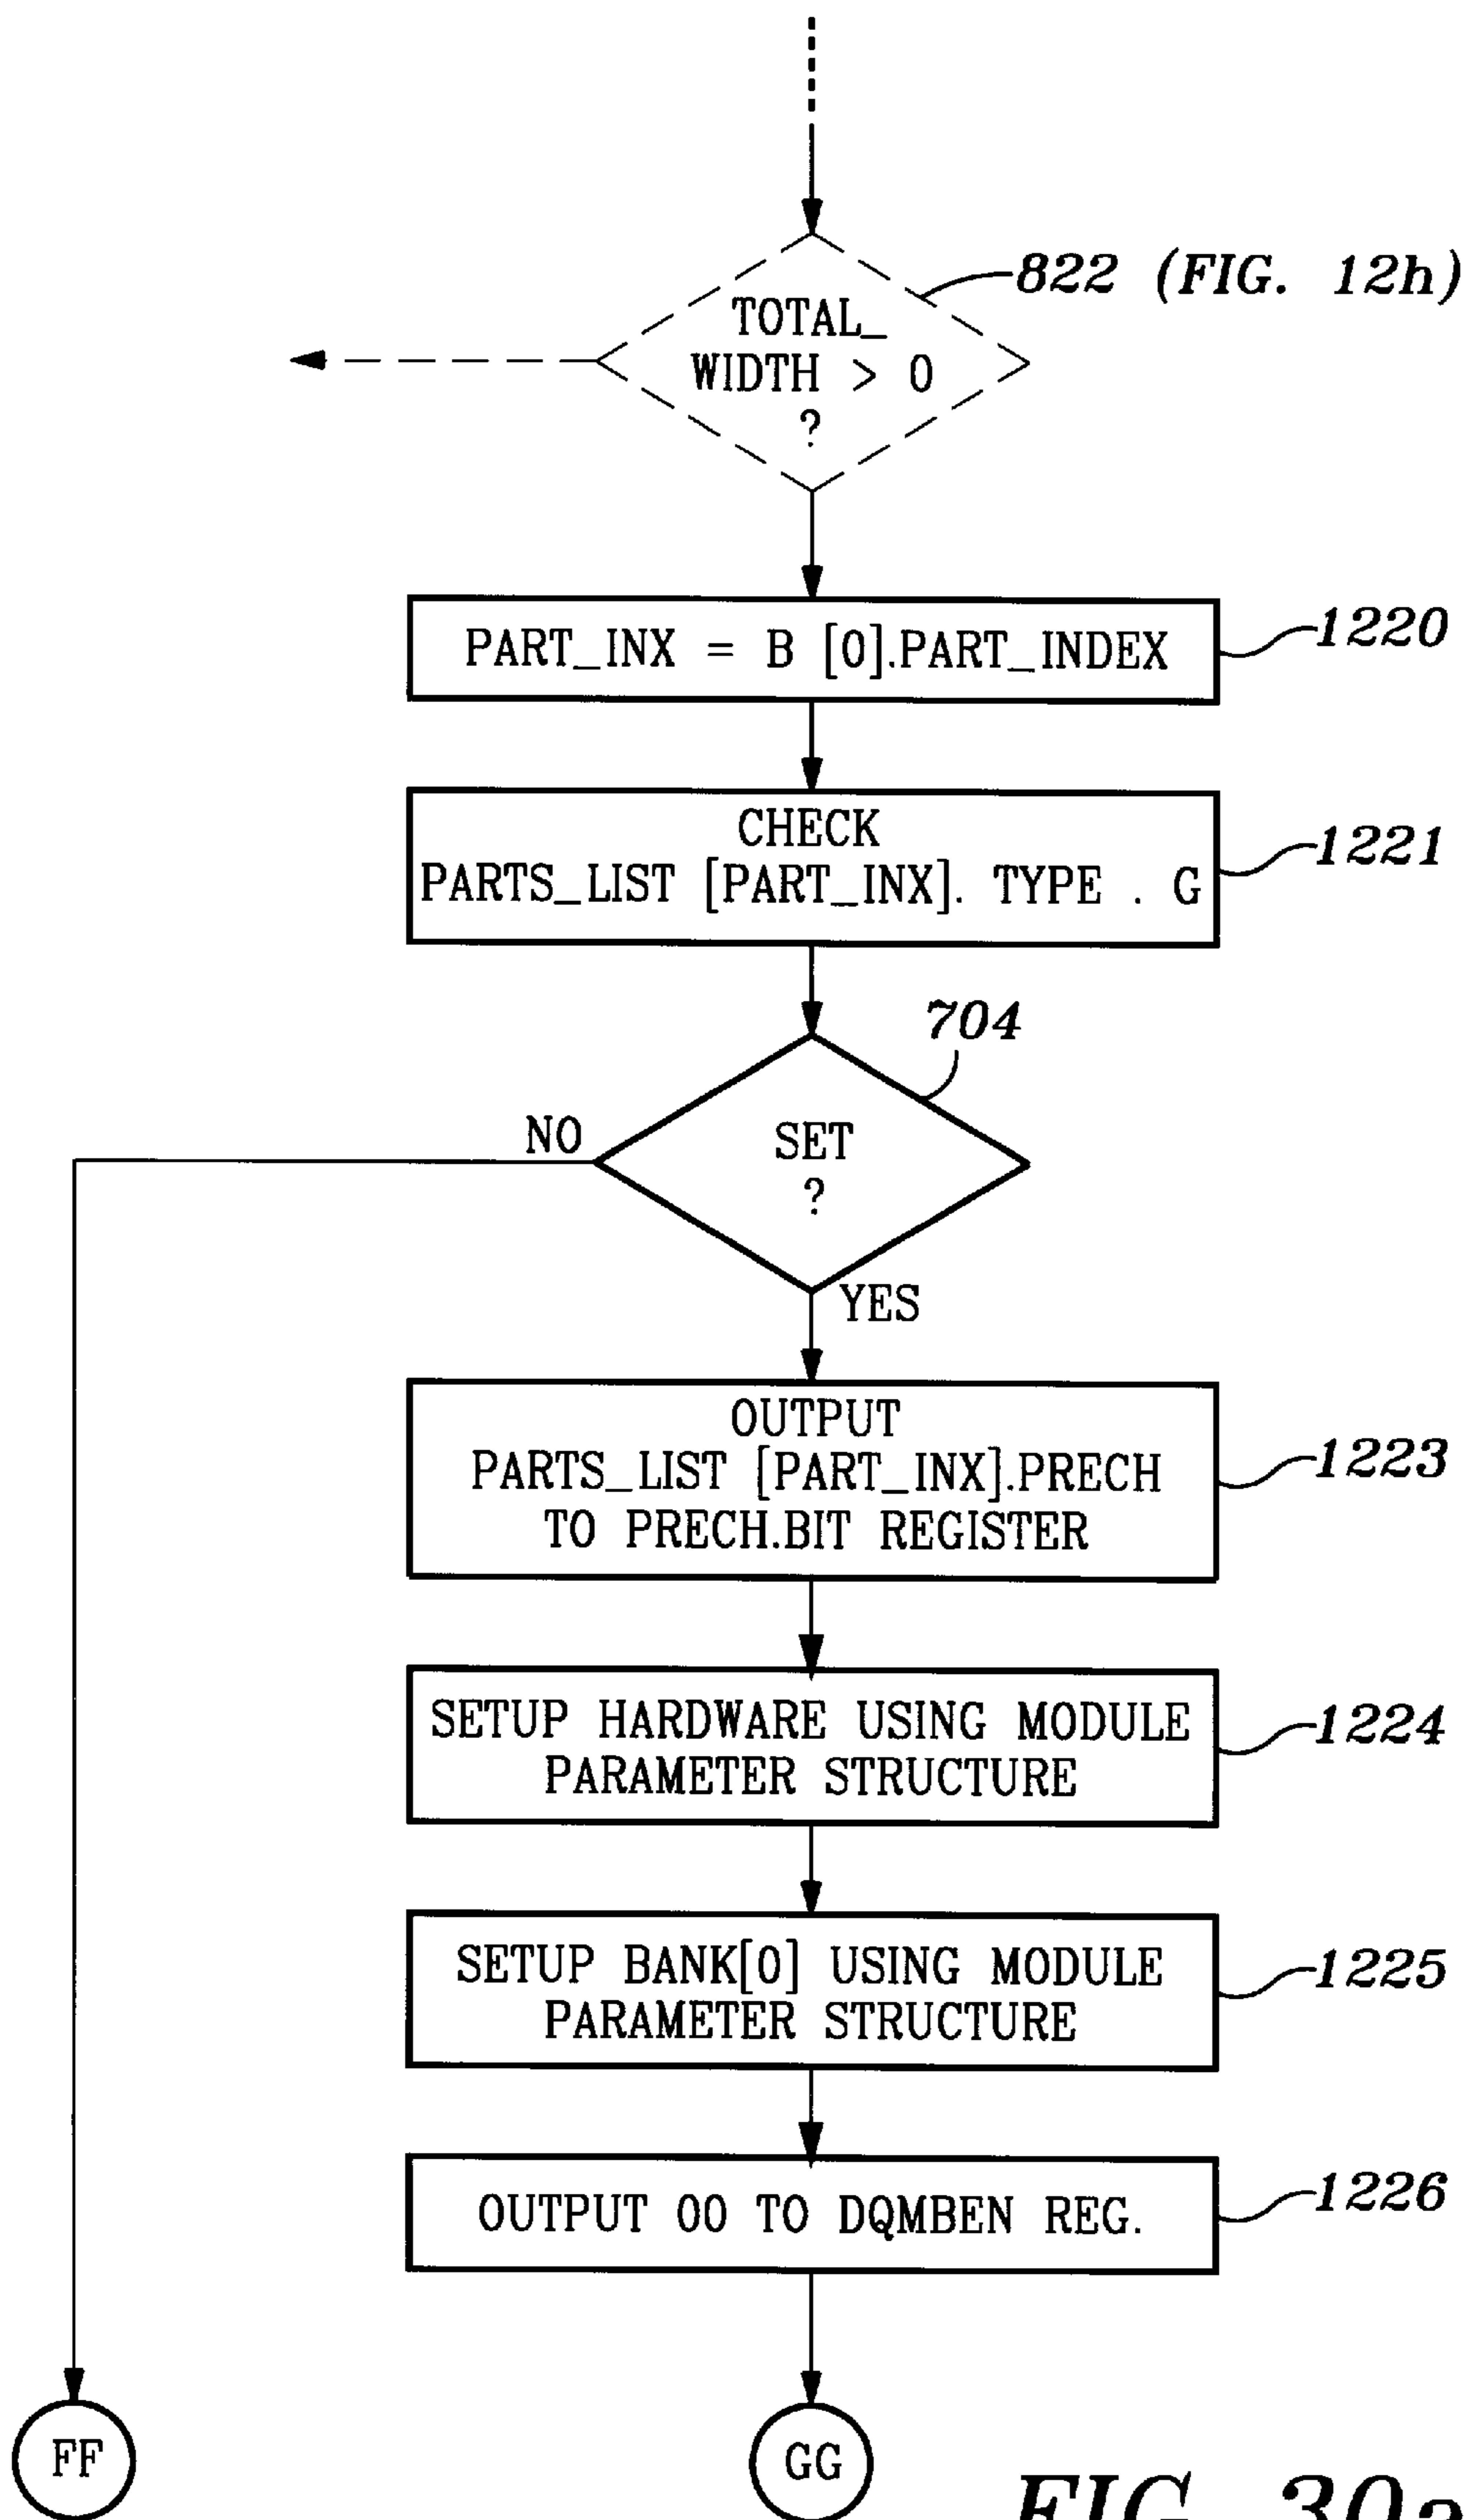 822 (FIG. 12h)
TOTAL_
WIDTH > 0
?
PART_INX = B [0].PART_INDEX
1220
CHECK
PARTS_LIST [PART_INX]. TYPE . G
1221
704
NO
SET
?
YES
OUTPUT
PARTS_LIST [PART_INX].PRECH
TO PRECH.BIT REGISTER
1223
SETUP HARDWARE USING MODULE
PARAMETER STRUCTURE
1224
SETUP BANK[0] USING MODULE
PARAMETER STRUCTURE
1225
OUTPUT 00 TO DQMBEN REG.
1226
FF
GG
FIG. 30a